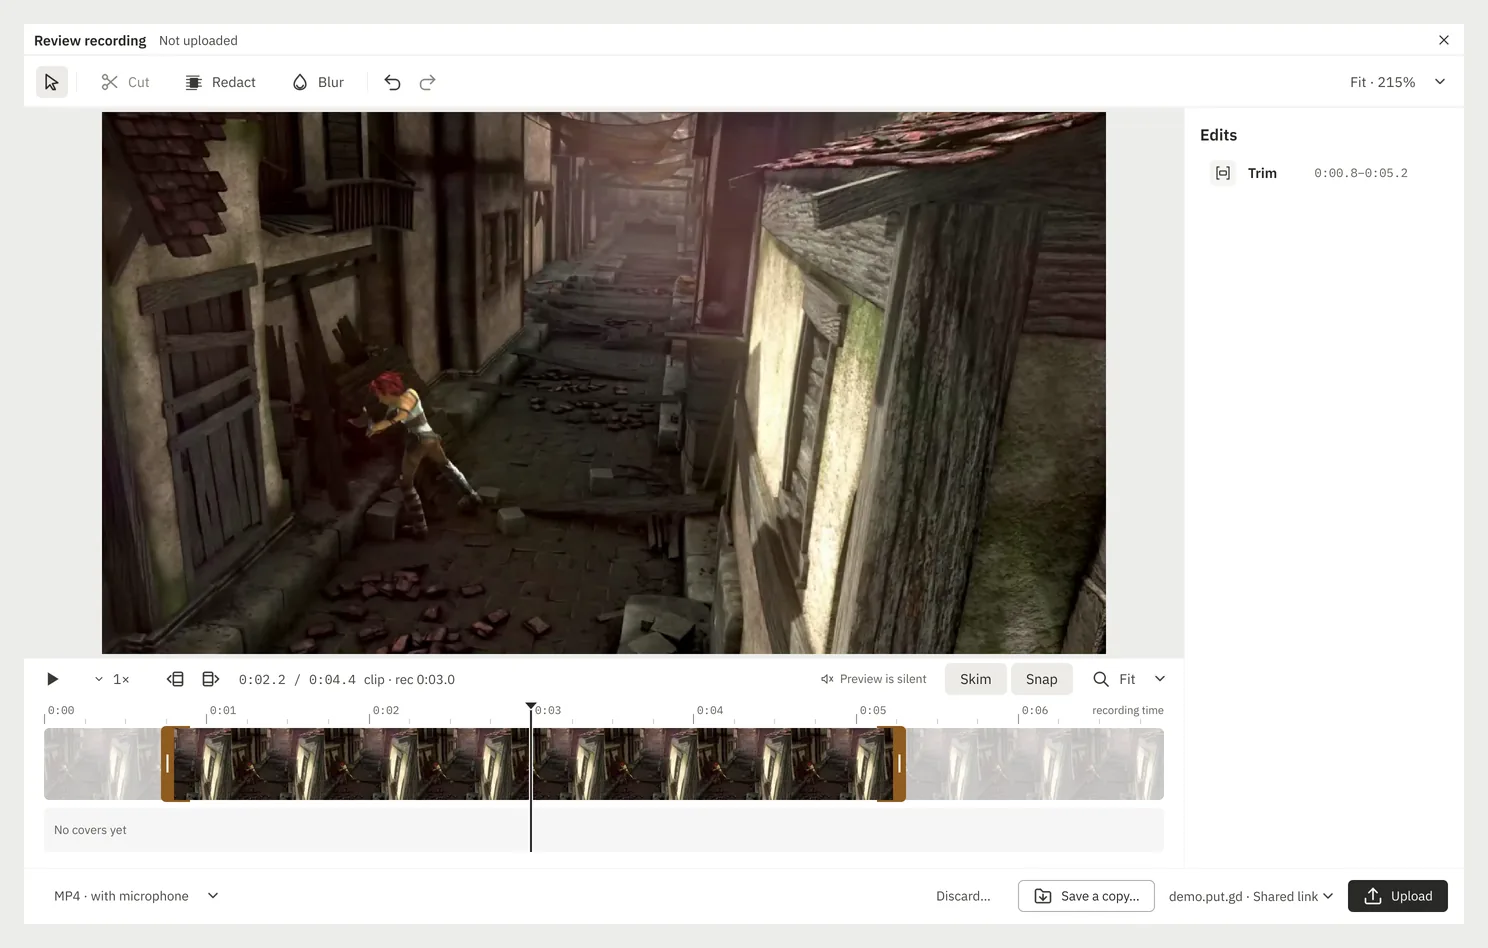 Review recording Not uploaded
Cut Redact Blur Fit · 215%
Edits
Trim 0:00.8–0:05.2
1× 0:02.2 / 0:04.4 clip · rec 0:03.0 Preview is silent Skim Snap Fit
0:00 0:01 0:02 0:03 0:04 0:05 0:06 recording time
No covers yet
MP4 · with microphone Discard... Save a copy... demo.put.gd · Shared link Upload